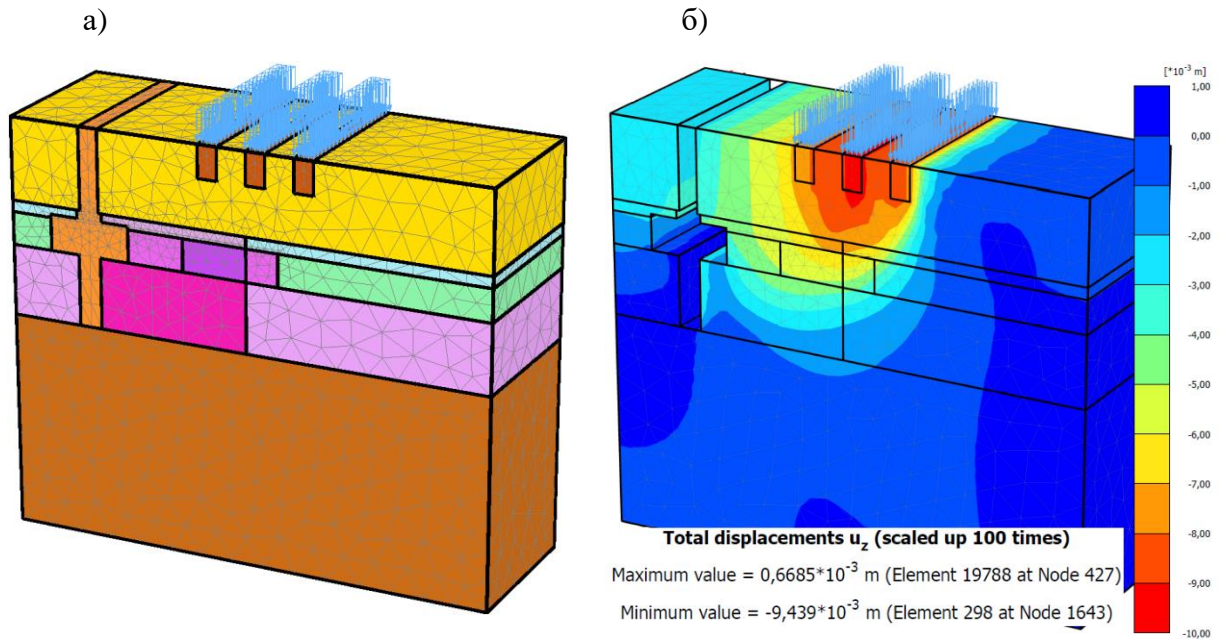 а)
б)
[*10⁻³ m]
1,00
0,00
-1,00
-2,00
-3,00
-4,00
-5,00
-6,00
-7,00
-8,00
-9,00
-10,00
Total displacements u_z (scaled up 100 times)
Maximum value = 0,6685*10⁻³ m (Element 19788 at Node 427)
Minimum value = -9,439*10⁻³ m (Element 298 at Node 1643)